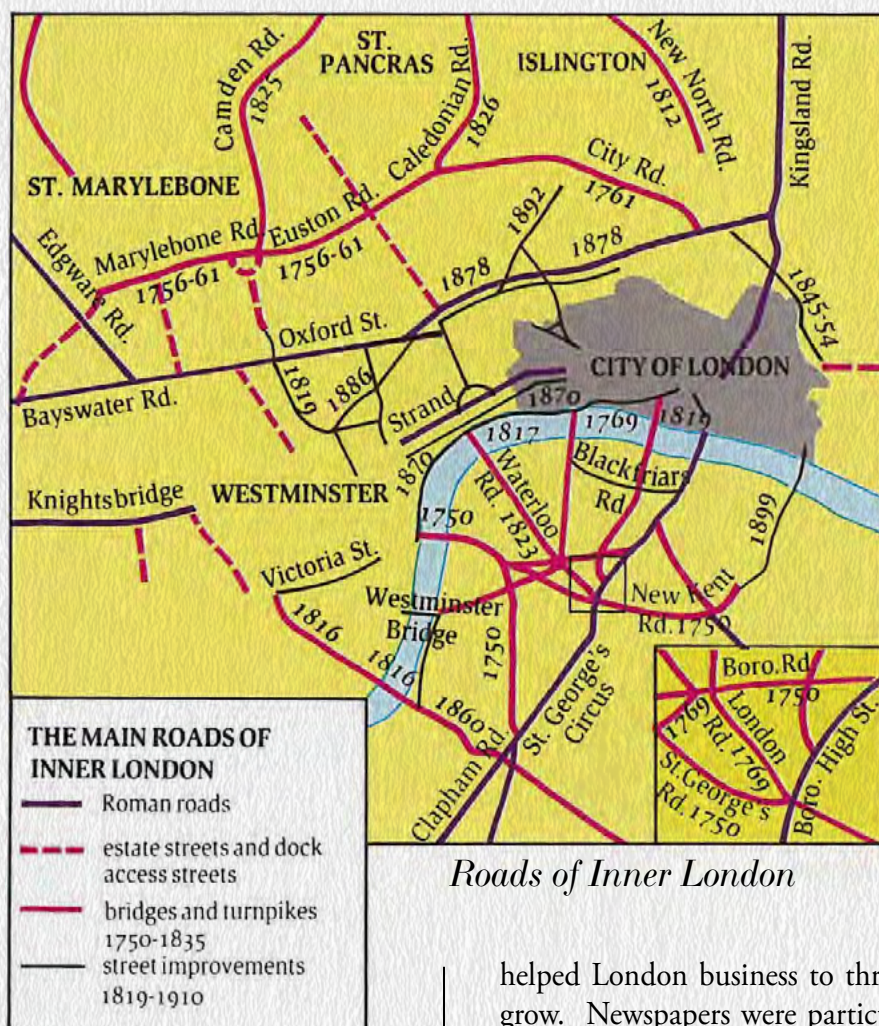 Camden Rd.
1825
ST.
PANCRAS
Caledonian Rd.
1826
ISLINGTON
New North Rd.
1812
Kingsland Rd.
ST. MARYLEBONE
Edgware Rd.
Marylebone Rd.
1756-61
Euston Rd.
1756-61
City Rd.
1761
1892
1878
1878
1845-54
Oxford St.
Bayswater Rd.
1819
1886
Strand
CITY OF LONDON
1870
1870
1817
1769
1819
Knightsbridge
WESTMINSTER
Waterloo
Rd. 1823
Blackfriars
Rd
1750
1899
Victoria St.
Westminster
Bridge
1816
1816
1750
1860
New Kent
Rd. 1750
St. George's
Circus
Clapham Rd.
Boro. Rd
1750
1769
London
Rd. 1769
St. George's
Rd. 1750
Boro. High St.
THE MAIN ROADS OF
INNER LONDON
Roman roads
estate streets and dock
access streets
bridges and turnpikes
1750-1835
street improvements
1819-1910
Roads of Inner London
helped London business to
grow. Newspapers were